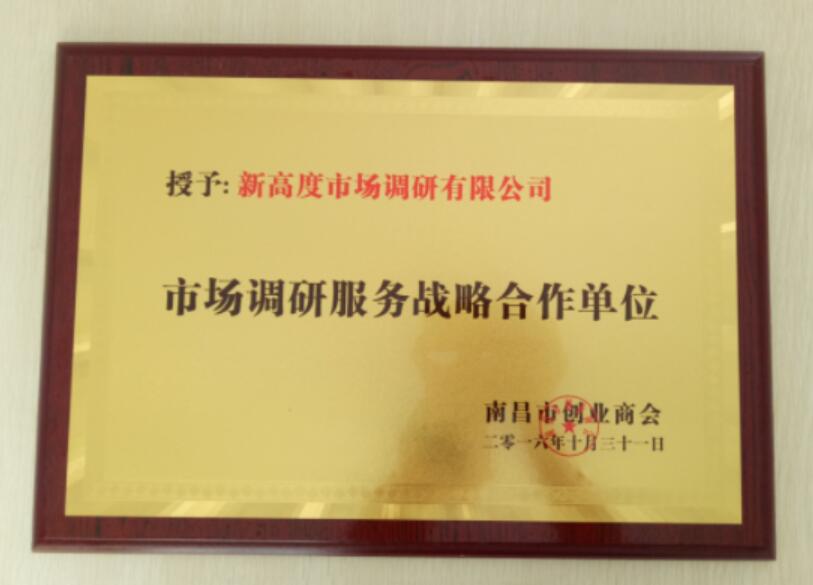 授予: 新高度市场调研有限公司
市场调研服务战略合作单位
南昌市创业商会
二零一六年十月三十一日